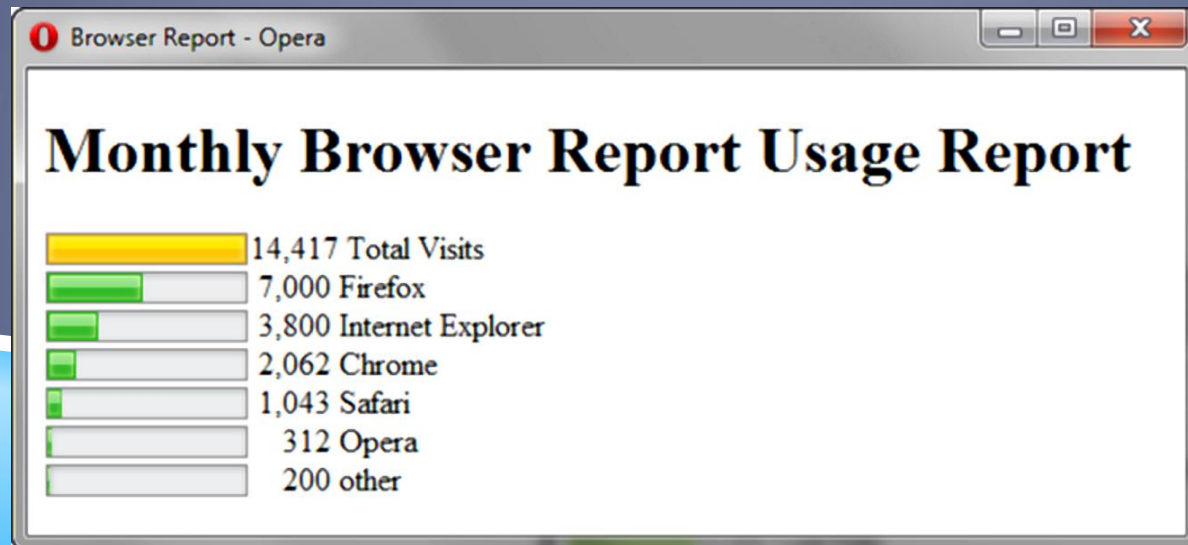 Browser Report - Opera
Monthly Browser Report Usage Report
14,417 Total Visits
7,000 Firefox
3,800 Internet Explorer
2,062 Chrome
1,043 Safari
312 Opera
200 other